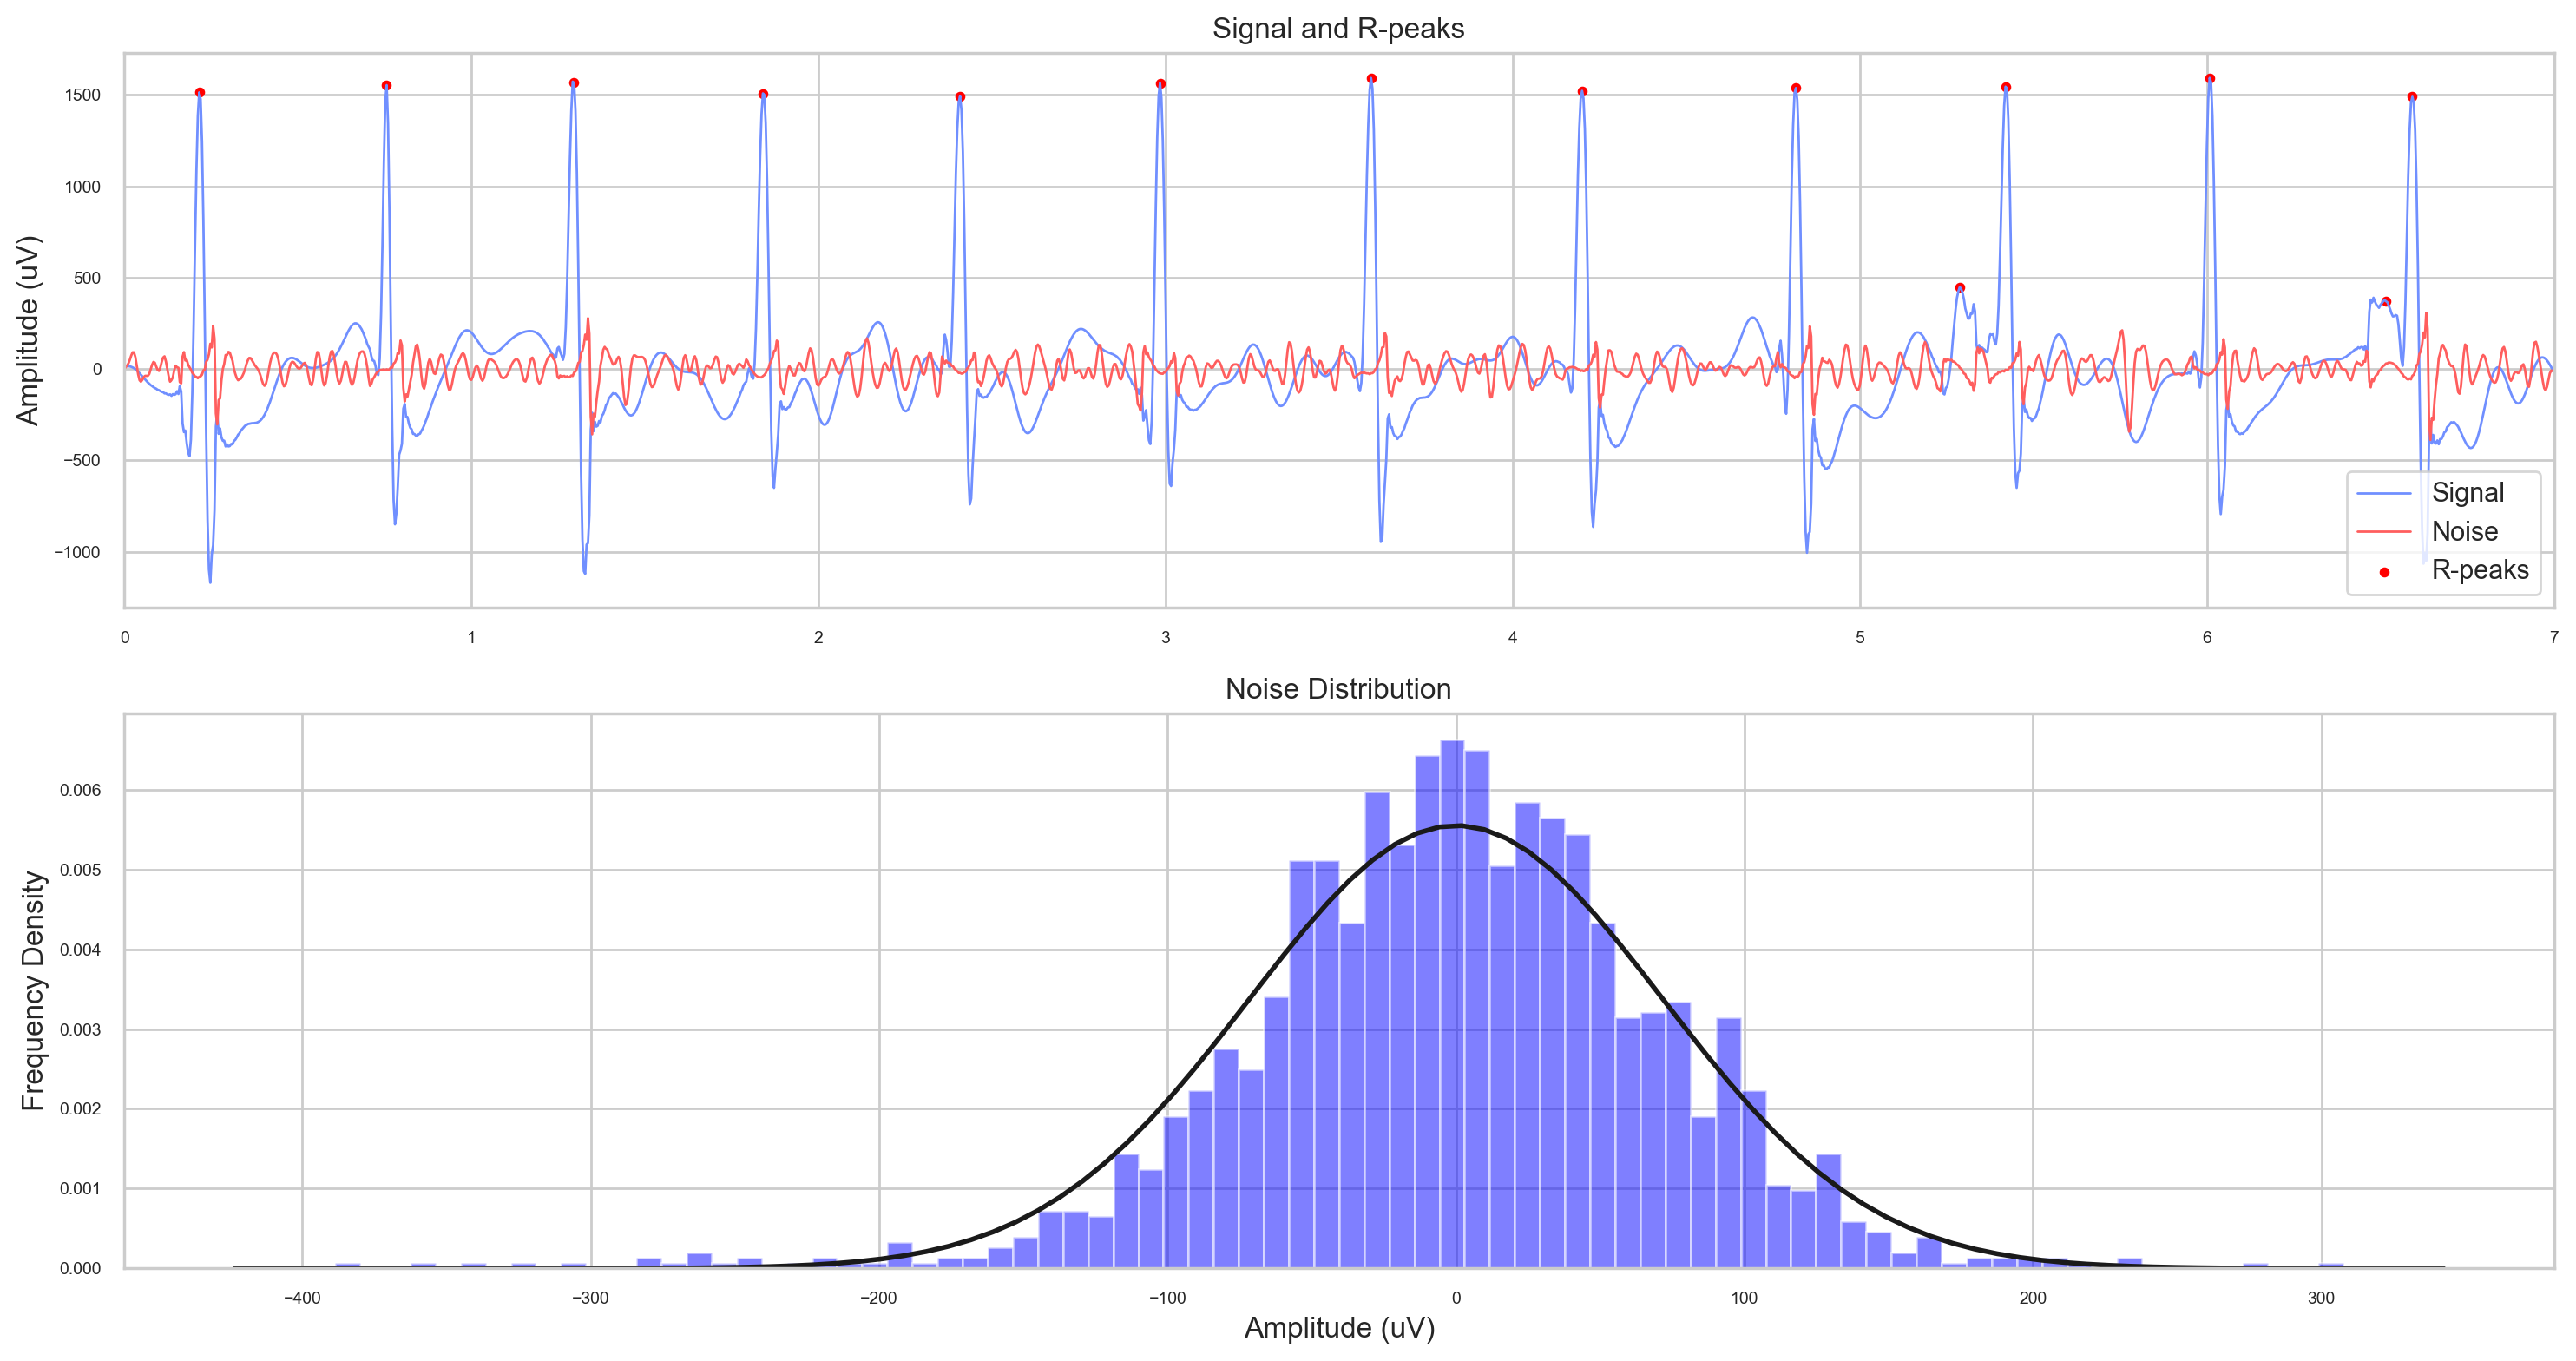 Signal and R-peaks
Amplitude (uV)
1500
1000
500
0
−500
−1000
Signal
Noise
R-peaks
0 1 2 3 4 5 6 7
Noise Distribution
Frequency Density
0.006
0.005
0.004
0.003
0.002
0.001
0.000
−400 −300 −200 −100 0 100 200 300
Amplitude (uV)